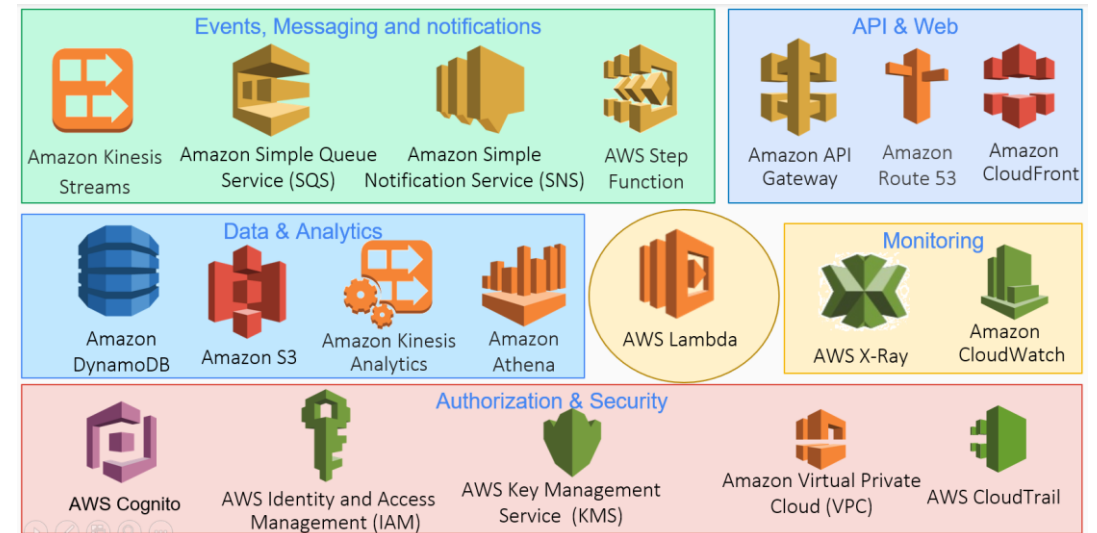 Events, Messaging and notifications
Amazon Kinesis
Streams
Amazon Simple Queue
Service (SQS)
Amazon Simple
Notification Service (SNS)
AWS Step
Function
API & Web
Amazon API
Gateway
Amazon
Route 53
Amazon
CloudFront
Data & Analytics
Amazon
DynamoDB
Amazon S3
Amazon Kinesis
Analytics
Amazon
Athena
AWS Lambda
Monitoring
AWS X-Ray
Amazon
CloudWatch
Authorization & Security
AWS Cognito
AWS Identity and Access
Management (IAM)
AWS Key Management
Service (KMS)
Amazon Virtual Private
Cloud (VPC)
AWS CloudTrail